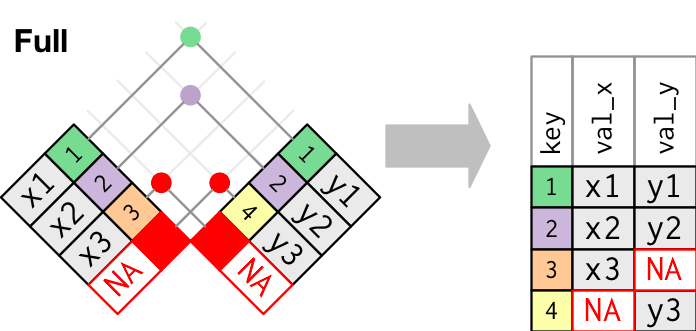 Full
1 1
x1 2 2 y1
x2 3 4 y2
x3 y3
NA NA
key val_x val_y
1 x1 y1
2 x2 y2
3 x3 NA
4 NA y3